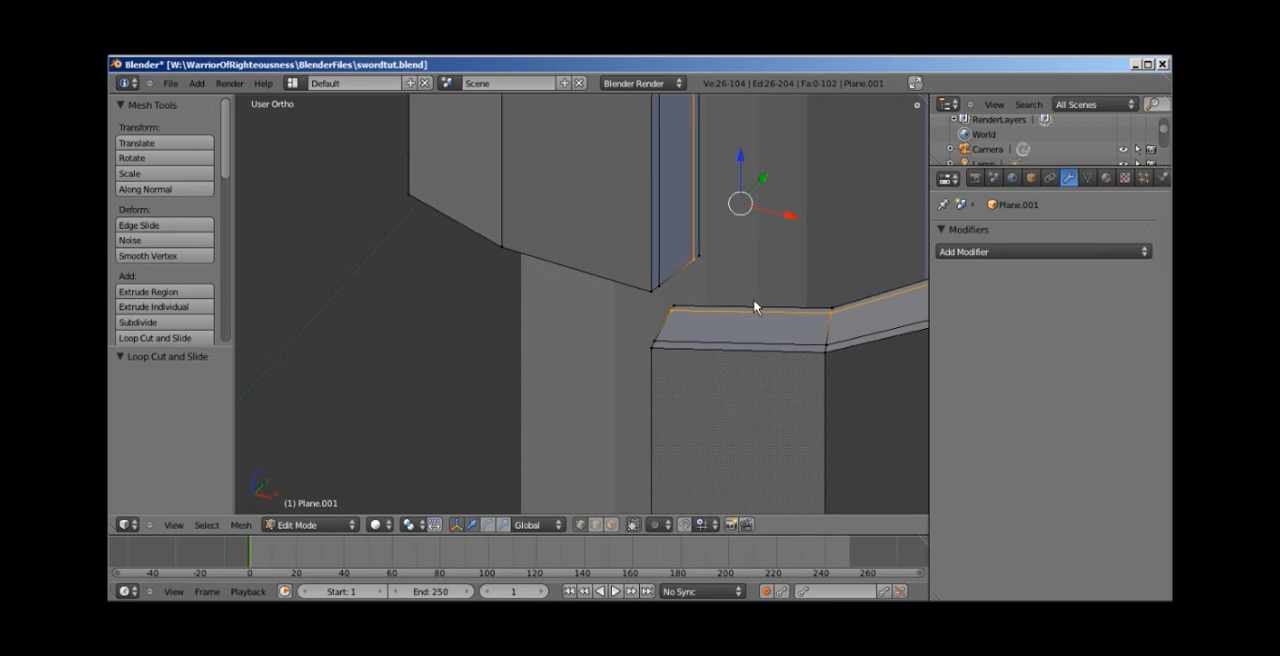 Blender* [W:\WarriorOfRighteousness\BlenderFiles\swordtut.blend]
File Add Render Help Default Scene Blender Render Ve:26-104 | Ed:26-204 | Fa:0-102 | Plane.001
Mesh Tools
Transform:
Translate
Rotate
Scale
Along Normal
Deform:
Edge Slide
Noise
Smooth Vertex
Add:
Extrude Region
Extrude Individual
Subdivide
Loop Cut and Slide
Loop Cut and Slide
User Ortho
(1) Plane.001
View Search All Scenes
RenderLayers |
World
Camera |
Plane.001
Modifiers
Add Modifier
View Select Mesh Edit Mode Global
-40 -20 0 20 40 60 80 100 120 140 160 180 200 220 240 260
View Frame Playback Start: 1 End: 250 1 No Sync